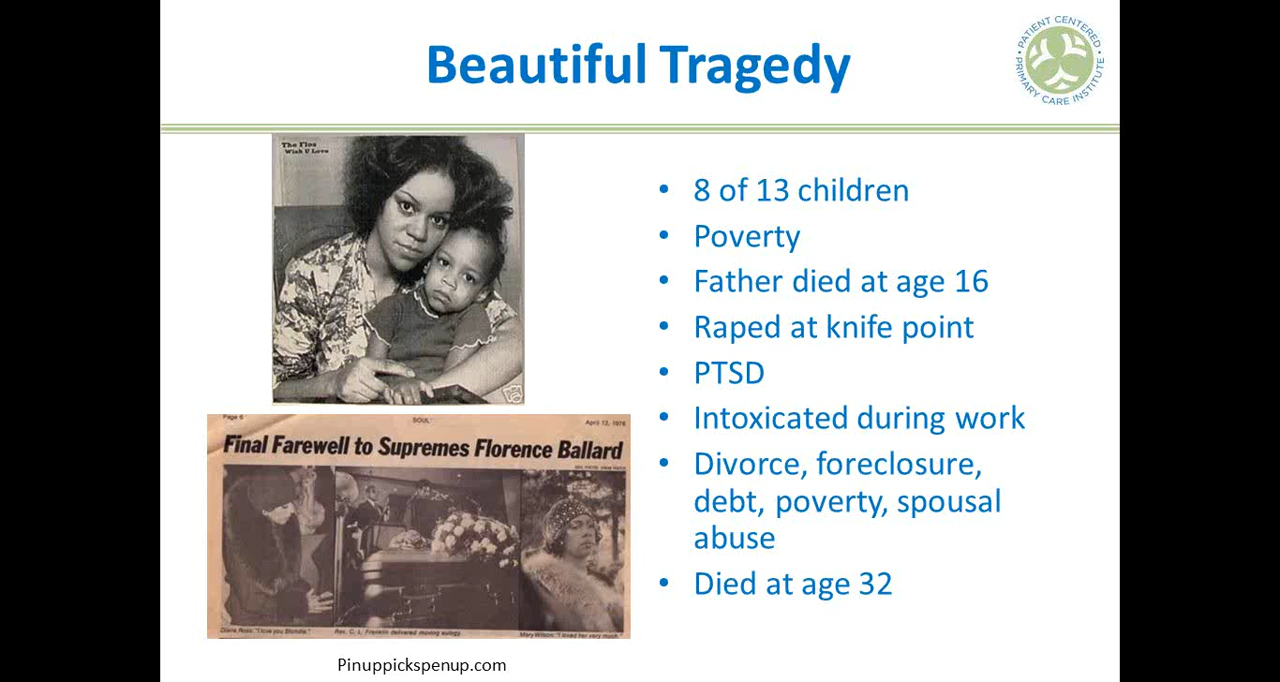 Beautiful Tragedy
PATIENT CENTERED
PRIMARY CARE INSTITUTE
The Flos
Wish U Love
• 8 of 13 children
• Poverty
• Father died at age 16
• Raped at knife point
• PTSD
• Intoxicated during work
• Divorce, foreclosure,
debt, poverty, spousal
abuse
• Died at age 32
Page 6
SOUL
April 12, 1976
Final Farewell to Supremes Florence Ballard
Diana Ross: "I love you Blondie."
Rev. C. L. Franklin delivered moving eulogy.
Mary Wilson: "I loved her very much."
Pinuppickspenup.com